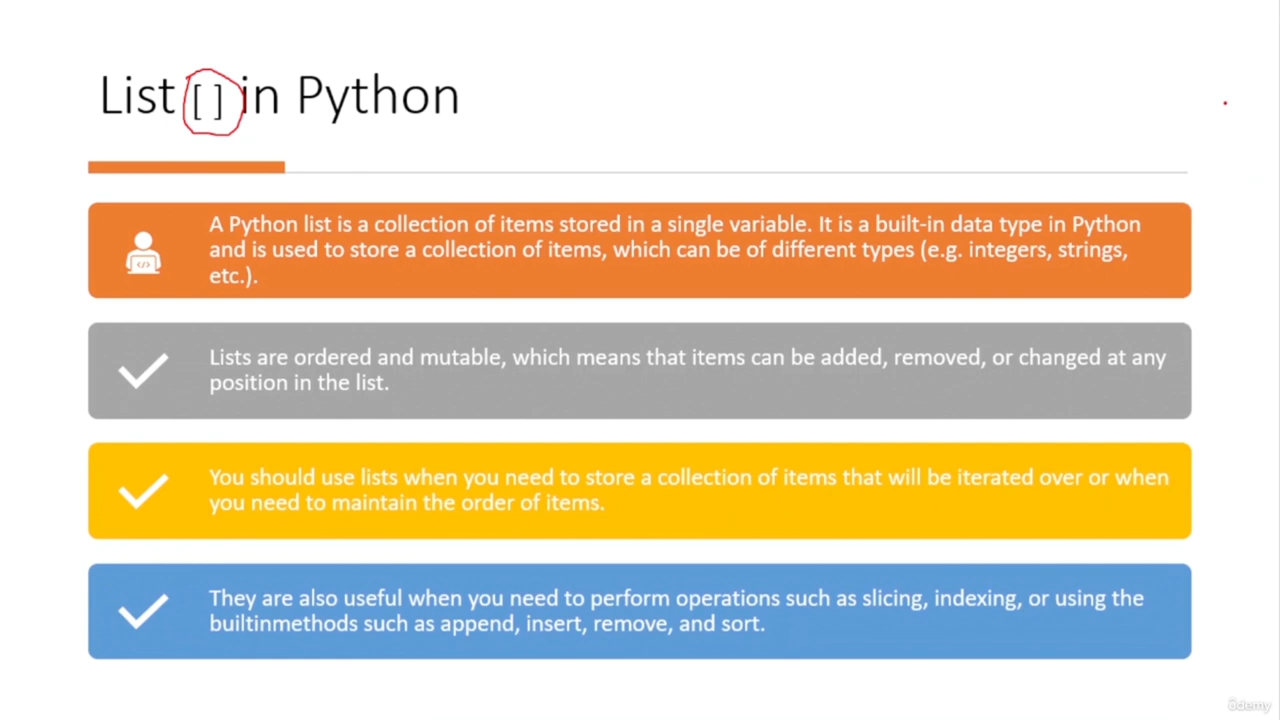 List [ ] in Python
A Python list is a collection of items stored in a single variable. It is a built-in data type in Python
and is used to store a collection of items, which can be of different types (e.g. integers, strings,
etc.).
Lists are ordered and mutable, which means that items can be added, removed, or changed at any
position in the list.
You should use lists when you need to store a collection of items that will be iterated over or when
you need to maintain the order of items.
They are also useful when you need to perform operations such as slicing, indexing, or using the
builtinmethods such as append, insert, remove, and sort.
ûdemy